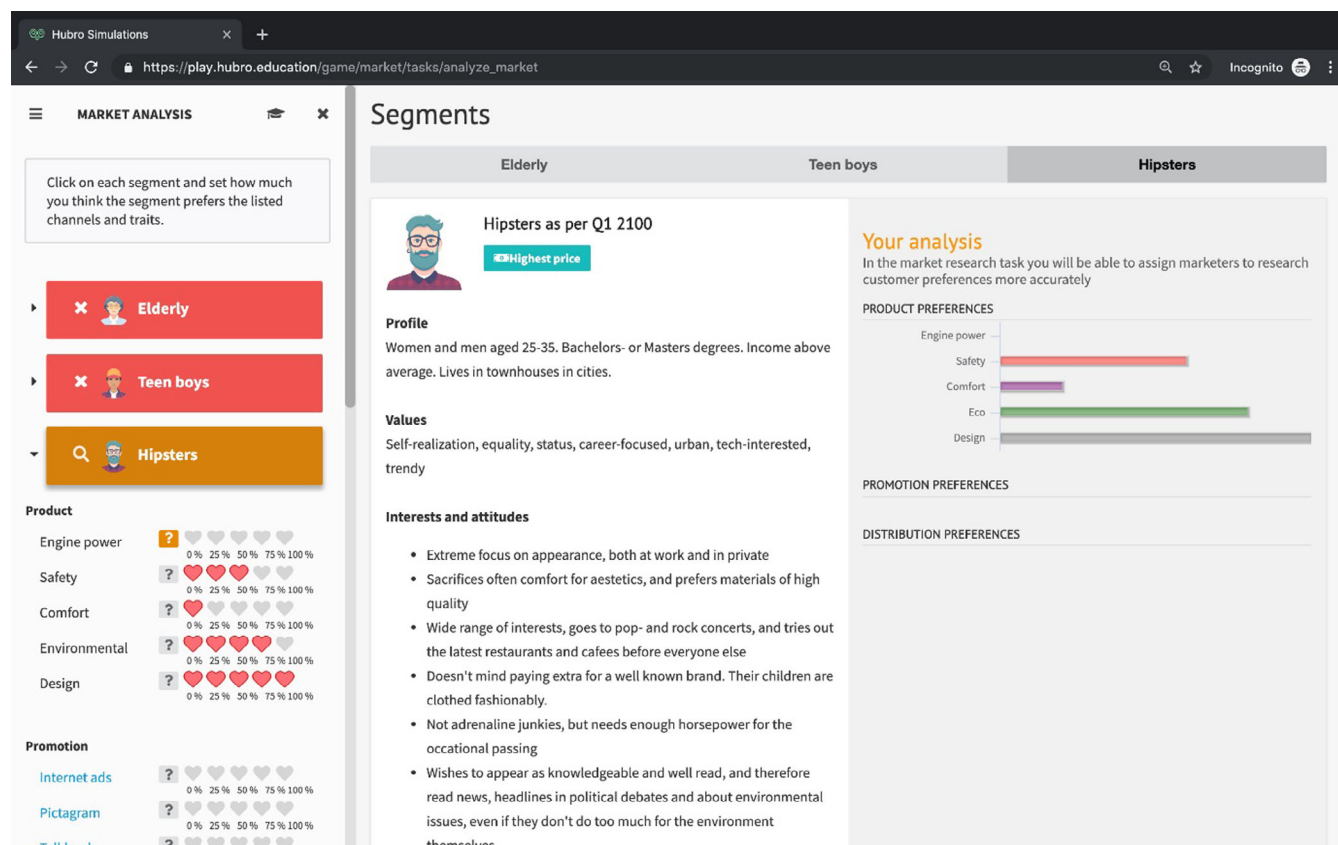 Hubro Simulations
https://play.hubro.education/game/market/tasks/analyze_market
Incognito
MARKET ANALYSIS
Click on each segment and set how much
you think the segment prefers the listed
channels and traits.
Elderly
Teen boys
Hipsters
Product
Engine power
?
0 % 25 % 50 % 75 % 100 %
Safety
?
0 % 25 % 50 % 75 % 100 %
Comfort
?
0 % 25 % 50 % 75 % 100 %
Environmental
?
0 % 25 % 50 % 75 % 100 %
Design
?
0 % 25 % 50 % 75 % 100 %
Promotion
Internet ads
?
0 % 25 % 50 % 75 % 100 %
Pictagram
?
0 % 25 % 50 % 75 % 100 %
?
Segments
Elderly
Teen boys
Hipsters
Hipsters as per Q1 2100
Highest price
Profile
Women and men aged 25-35. Bachelors- or Masters degrees. Income above
average. Lives in townhouses in cities.
Values
Self-realization, equality, status, career-focused, urban, tech-interested,
trendy
Interests and attitudes
• Extreme focus on appearance, both at work and in private
• Sacrifices often comfort for aestetics, and prefers materials of high
quality
• Wide range of interests, goes to pop- and rock concerts, and tries out
the latest restaurants and cafees before everyone else
• Doesn't mind paying extra for a well known brand. Their children are
clothed fashionably.
• Not adrenaline junkies, but needs enough horsepower for the
occational passing
• Wishes to appear as knowledgeable and well read, and therefore
read news, headlines in political debates and about environmental
issues, even if they don't do too much for the environment
themselves
Your analysis
In the market research task you will be able to assign marketers to research
customer preferences more accurately
PRODUCT PREFERENCES
Engine power
Safety
Comfort
Eco
Design
PROMOTION PREFERENCES
DISTRIBUTION PREFERENCES